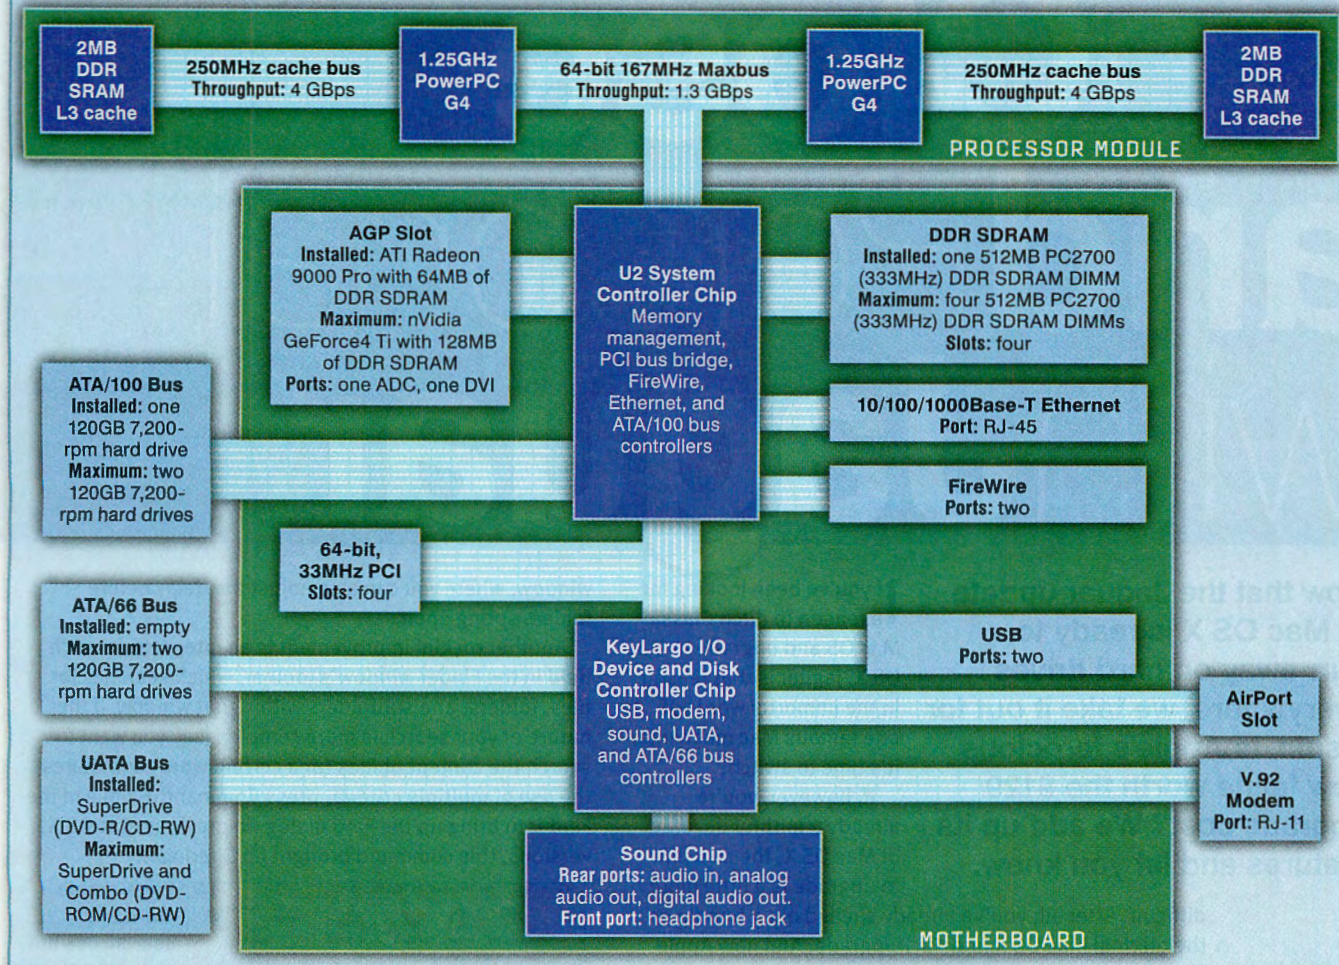 2MB
DDR
SRAM
L3 cache
250MHz cache bus
Throughput: 4 GBps
1.25GHz
PowerPC
G4
64-bit 167MHz Maxbus
Throughput: 1.3 GBps
1.25GHz
PowerPC
G4
250MHz cache bus
Throughput: 4 GBps
2MB
DDR
SRAM
L3 cache
PROCESSOR MODULE
AGP Slot
Installed: ATI Radeon
9000 Pro with 64MB of
DDR SDRAM
Maximum: nVidia
GeForce4 Ti with 128MB
of DDR SDRAM
Ports: one ADC, one DVI
U2 System
Controller Chip
Memory
management,
PCI bus bridge,
FireWire,
Ethernet, and
ATA/100 bus
controllers
DDR SDRAM
Installed: one 512MB PC2700
(333MHz) DDR SDRAM DIMM
Maximum: four 512MB PC2700
(333MHz) DDR SDRAM DIMMs
Slots: four
ATA/100 Bus
Installed: one
120GB 7,200-
rpm hard drive
Maximum: two
120GB 7,200-
rpm hard drives
10/100/1000Base-T Ethernet
Port: RJ-45
FireWire
Ports: two
64-bit,
33MHz PCI
Slots: four
ATA/66 Bus
Installed: empty
Maximum: two
120GB 7,200-
rpm hard drives
KeyLargo I/O
Device and Disk
Controller Chip
USB, modem,
sound, UATA,
and ATA/66 bus
controllers
USB
Ports: two
AirPort
Slot
UATA Bus
Installed:
SuperDrive
(DVD-R/CD-RW)
Maximum:
SuperDrive and
Combo (DVD-
ROM/CD-RW)
V.92
Modem
Port: RJ-11
Sound Chip
Rear ports: audio in, analog
audio out, digital audio out.
Front port: headphone jack
MOTHERBOARD